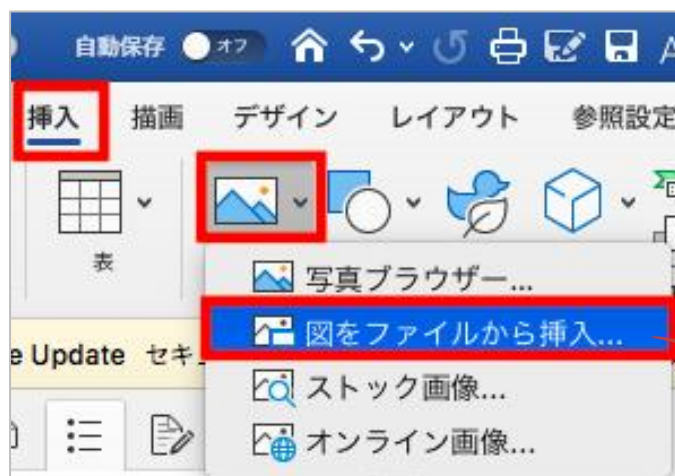 自動保存 オフ
挿入 描画 デザイン レイアウト 参照設定
表
写真ブラウザー...
図をファイルから挿入...
e Update セキ
ストック画像...
オンライン画像...